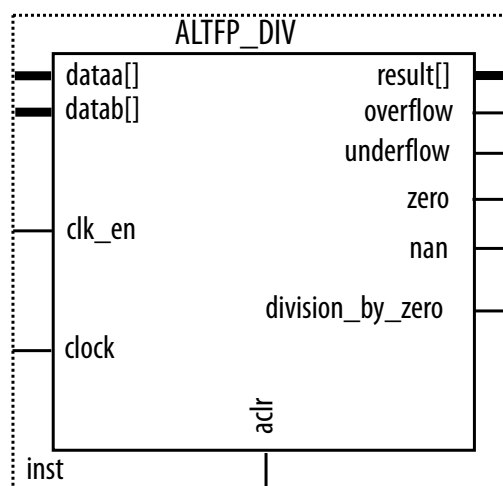 ALTFP_DIV
dataa[] result[]
datab[] overflow
underflow
zero
clk_en
nan
division_by_zero
clock
aclr
inst